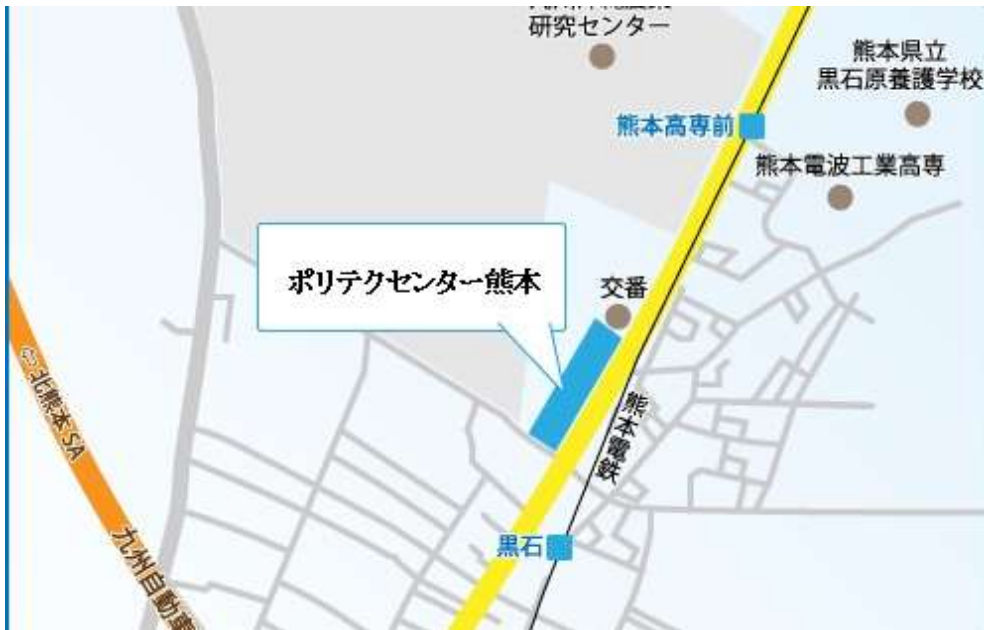 研究センター
熊本県立
黒石原養護学校
熊本高専前
熊本電波工業高専
ポリテクセンター熊本
交番
北熊本SA
熊本電鉄
黒石
九州自動車